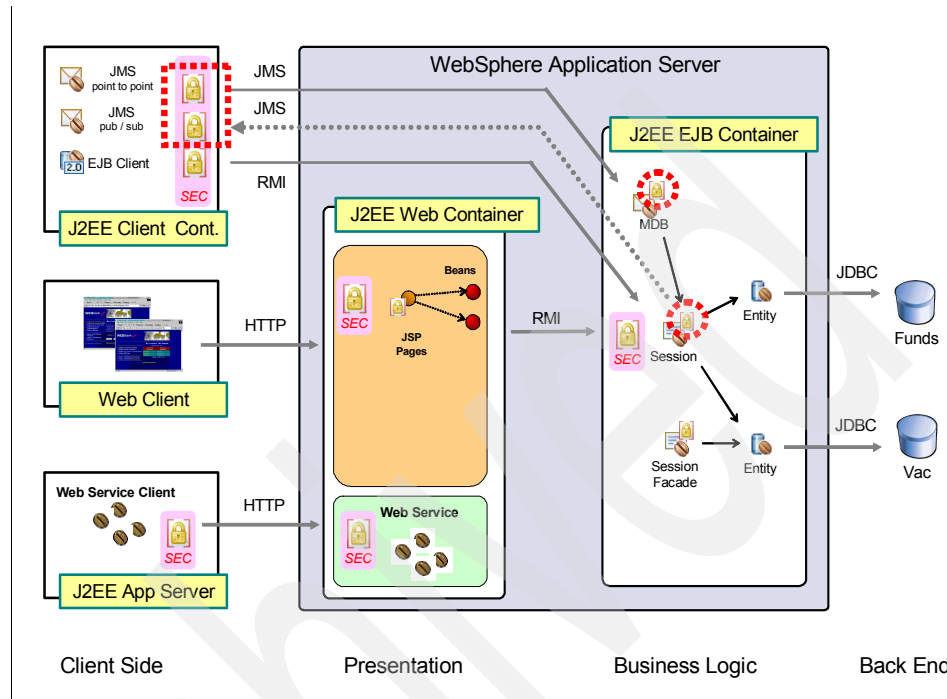 WebSphere Application Server
JMS
point to point
JMS
pub / sub
2.0
EJB Client
SEC
J2EE Client Cont.
JMS
JMS
RMI
J2EE EJB Container
MDB
J2EE Web Container
SEC
JSP
Pages
Beans
HTTP
Web Client
RMI
SEC
Session
Entity
JDBC
Funds
Session
Facade
Entity
JDBC
Vac
Web Service Client
SEC
J2EE App Server
HTTP
SEC
Web Service
Client Side
Presentation
Business Logic
Back End